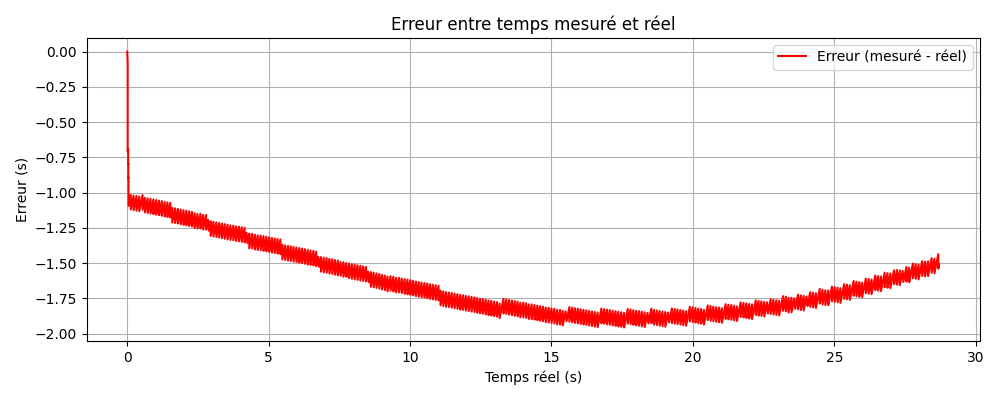 Erreur entre temps mesuré et réel
Erreur (mesuré - réel)
Erreur (s)
0.00
−0.25
−0.50
−0.75
−1.00
−1.25
−1.50
−1.75
−2.00
0 5 10 15 20 25 30
Temps réel (s)